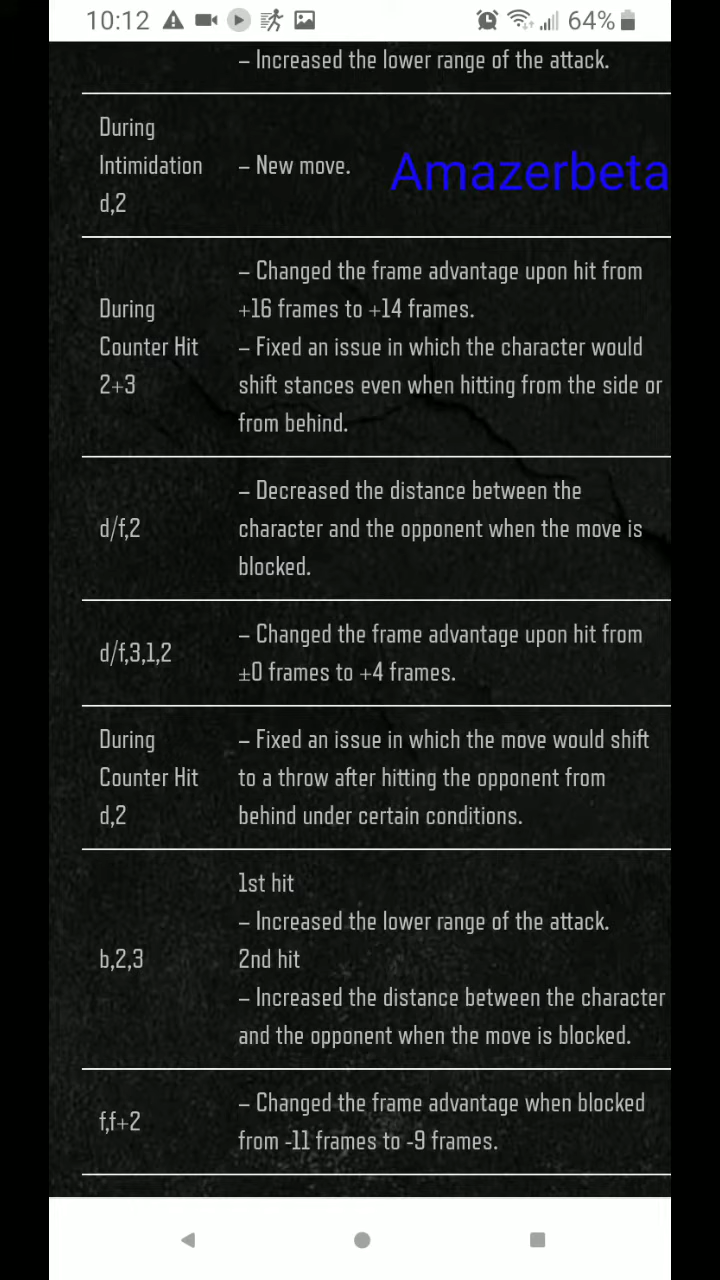 10:12 64%
– Increased the lower range of the attack.
During
Intimidation
d,2
– New move.
Amazerbeta
During
Counter Hit
2+3
– Changed the frame advantage upon hit from
+16 frames to +14 frames.
– Fixed an issue in which the character would
shift stances even when hitting from the side or
from behind.
d/f,2
– Decreased the distance between the
character and the opponent when the move is
blocked.
d/f,3,1,2
– Changed the frame advantage upon hit from
±0 frames to +4 frames.
During
Counter Hit
d,2
– Fixed an issue in which the move would shift
to a throw after hitting the opponent from
behind under certain conditions.
b,2,3
1st hit
– Increased the lower range of the attack.
2nd hit
– Increased the distance between the character
and the opponent when the move is blocked.
f,f+2
– Changed the frame advantage when blocked
from -11 frames to -9 frames.